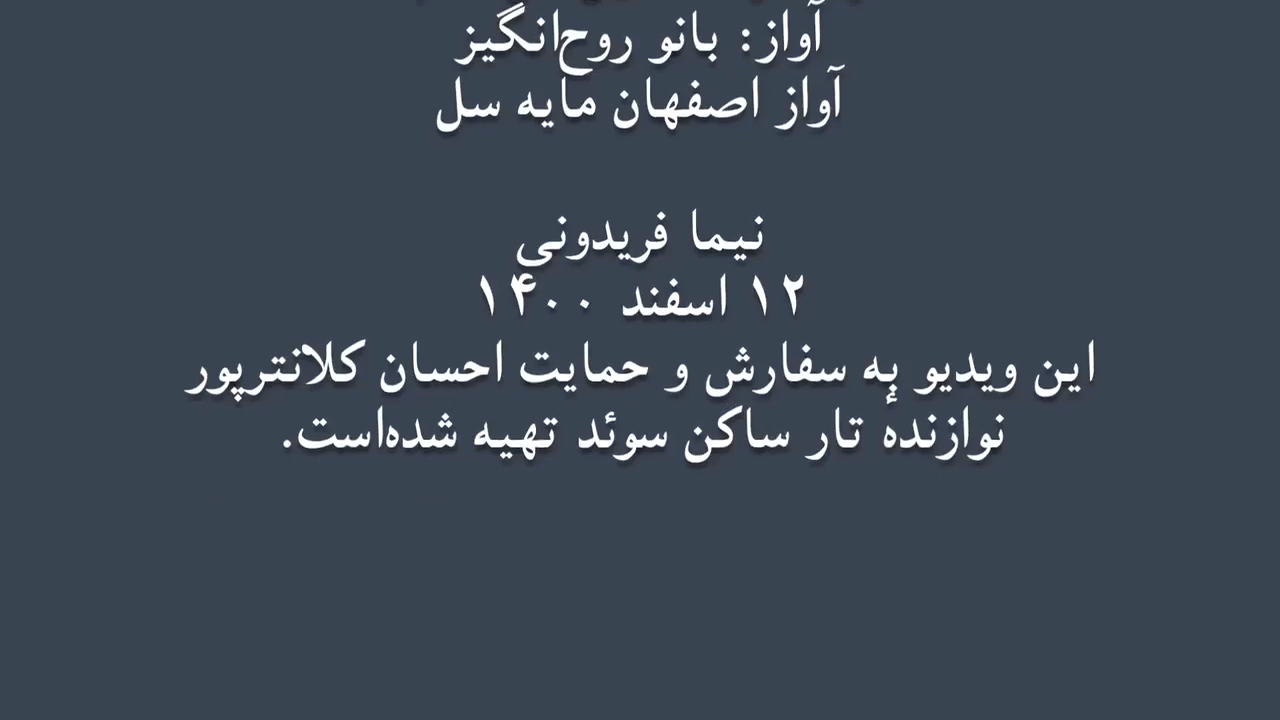 آواز: بانو روح‌انگیز
آواز اصفهان مایه سل
نیما فریدونی
۱۲ اسفند ۱۴۰۰
این ویدیو به سفارش و حمایت احسان کلانترپور
نوازندهٔ تار ساکن سوئد تهیه شده‌است.